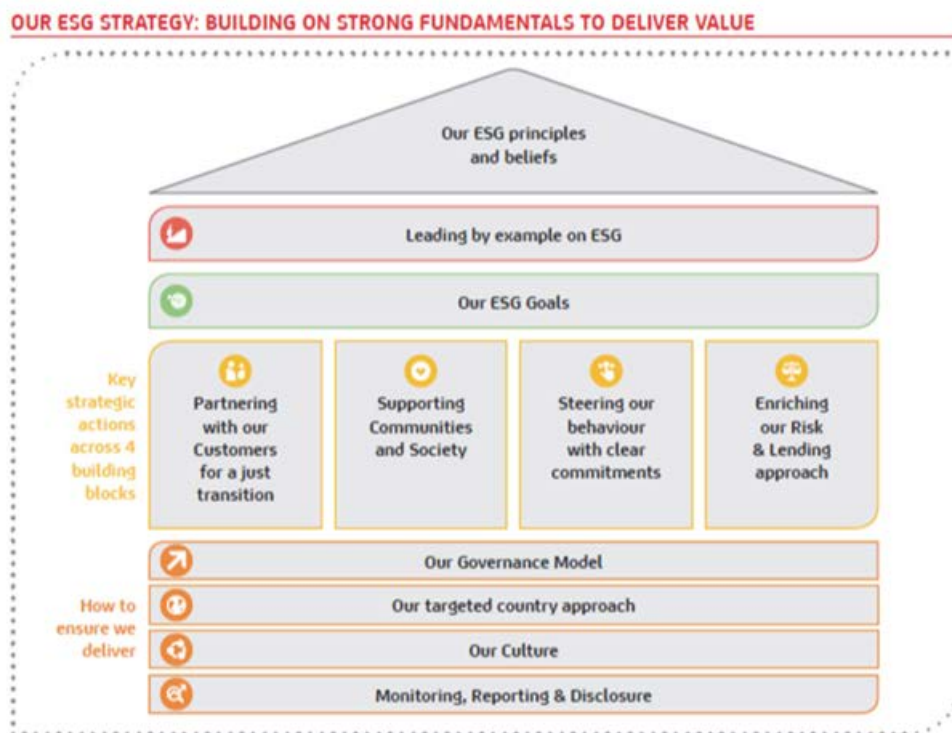 OUR ESG STRATEGY: BUILDING ON STRONG FUNDAMENTALS TO DELIVER VALUE
Our ESG principles
and beliefs
Leading by example on ESG
Our ESG Goals
Key
strategic
actions
across 4
building
blocks
Partnering
with our
Customers
for a just
transition
Supporting
Communities
and Society
Steering our
behaviour
with clear
commitments
Enriching
our Risk
& Lending
approach
How to
ensure we
deliver
Our Governance Model
Our targeted country approach
Our Culture
Monitoring, Reporting & Disclosure